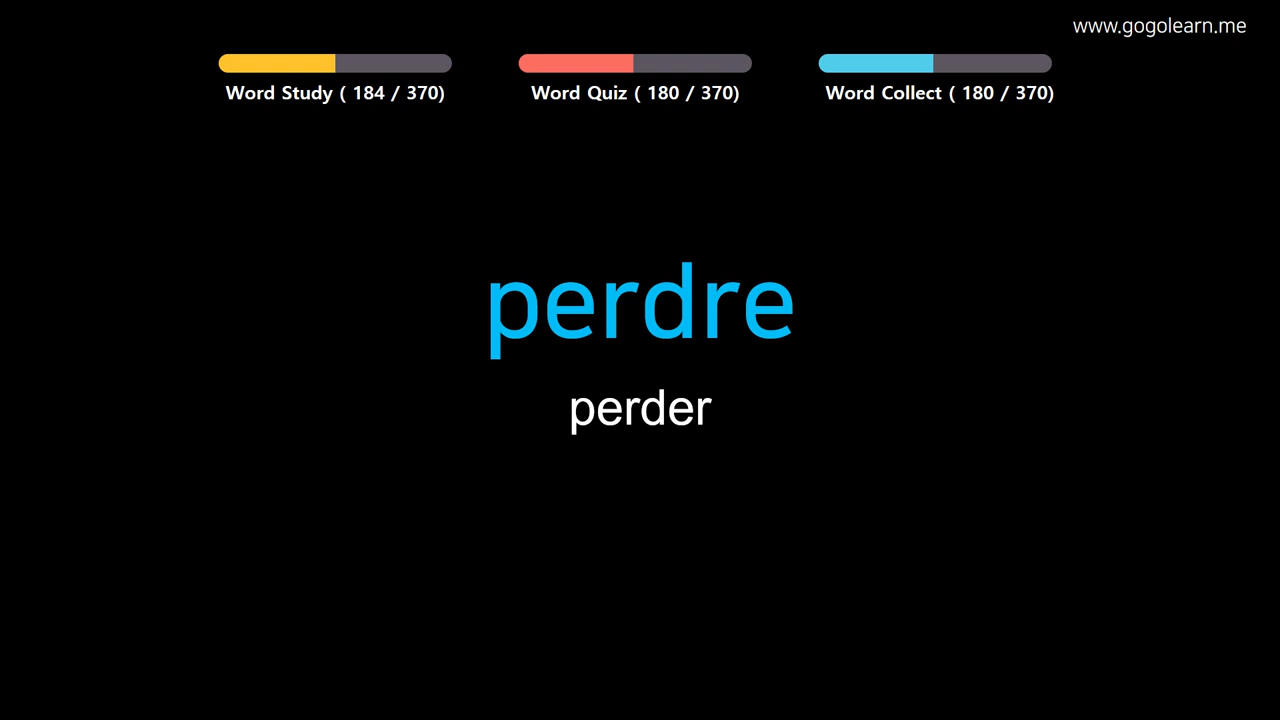 www.gogolearn.me
Word Study ( 184 / 370)
Word Quiz ( 180 / 370)
Word Collect ( 180 / 370)
perdre
perder